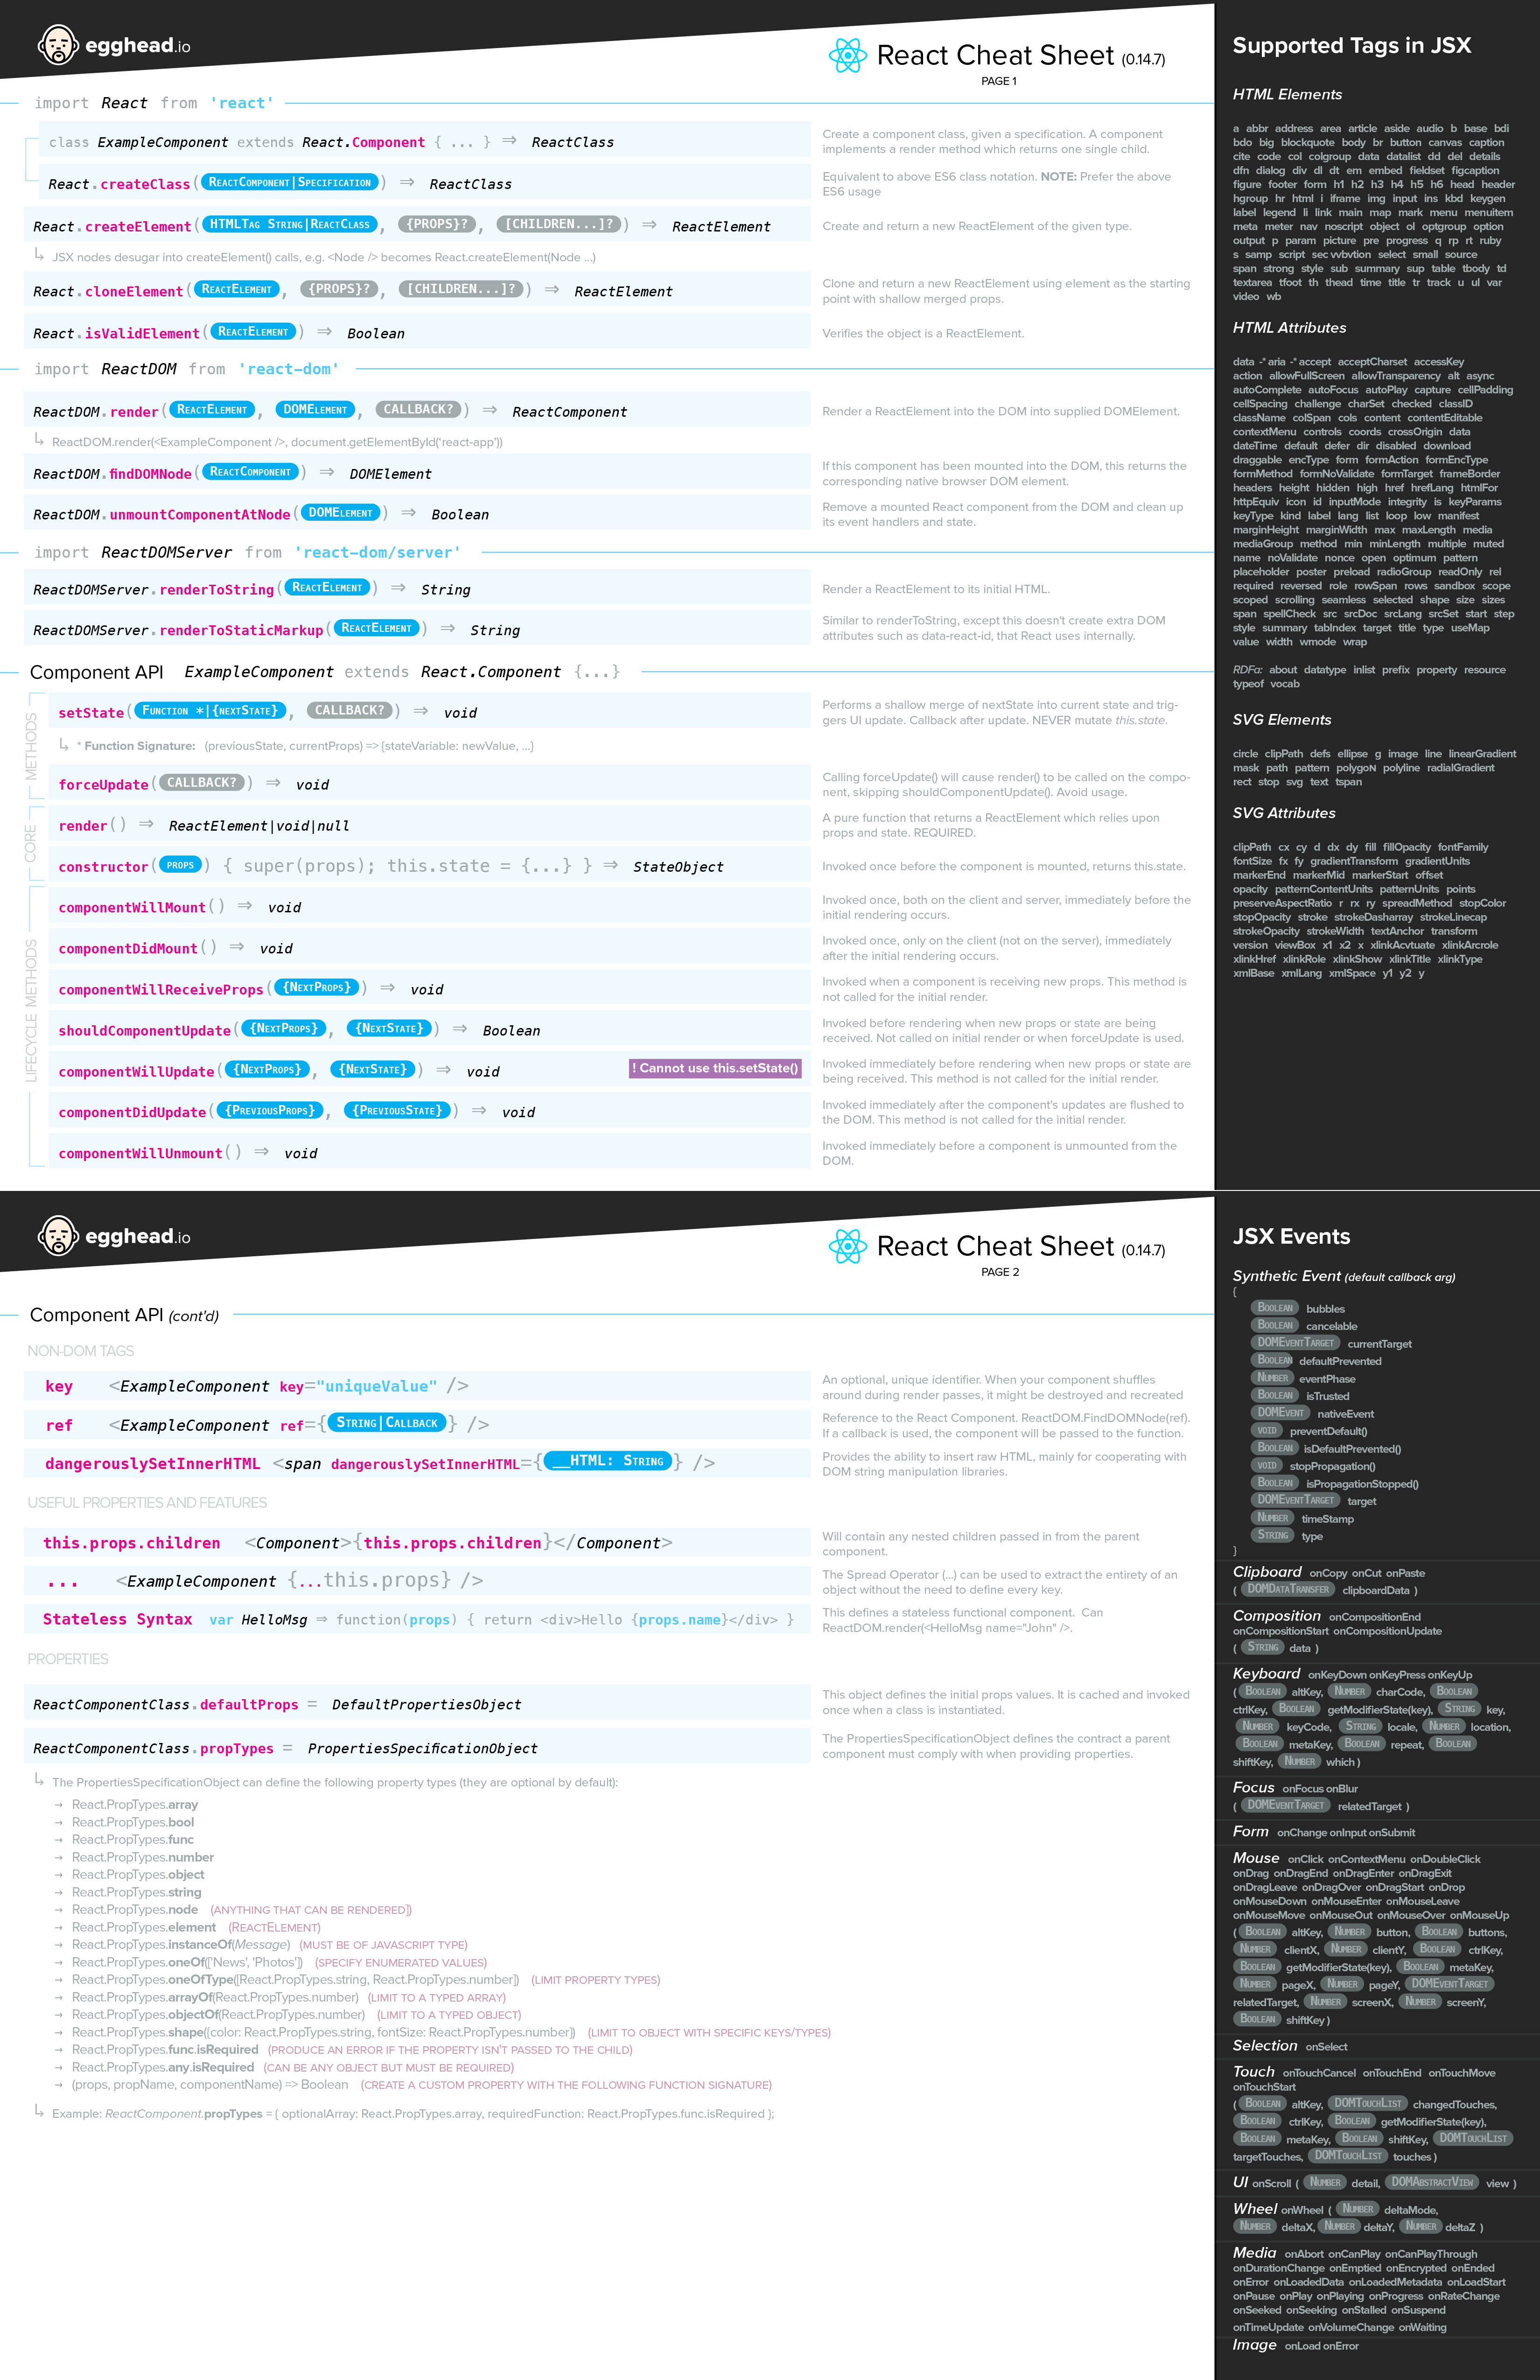 egghead.io
React Cheat Sheet (0.14.7)
PAGE 1
import React from 'react'
class ExampleComponent extends React.Component { ... } ⇒ ReactClass
Create a component class, given a specification. A component
implements a render method which returns one single child.
React.createClass(ReactComponent|Specification) ⇒ ReactClass
Equivalent to above ES6 class notation. NOTE: Prefer the above
ES6 usage
React.createElement(HTMLTag String|ReactClass, {PROPS}?, [CHILDREN...]?) ⇒ ReactElement
Create and return a new ReactElement of the given type.
↳ JSX nodes desugar into createElement() calls, e.g. <Node /> becomes React.createElement(Node ...)
React.cloneElement(ReactElement, {PROPS}?, [CHILDREN...]?) ⇒ ReactElement
Clone and return a new ReactElement using element as the starting
point with shallow merged props.
React.isValidElement(ReactElement) ⇒ Boolean
Verifies the object is a ReactElement.
import ReactDOM from 'react-dom'
ReactDOM.render(ReactElement, DOMElement, CALLBACK?) ⇒ ReactComponent
Render a ReactElement into the DOM into supplied DOMElement.
↳ ReactDOM.render(<ExampleComponent />, document.getElementById('react-app'))
ReactDOM.findDOMNode(ReactComponent) ⇒ DOMElement
If this component has been mounted into the DOM, this returns the
corresponding native browser DOM element.
ReactDOM.unmountComponentAtNode(DOMElement) ⇒ Boolean
Remove a mounted React component from the DOM and clean up
its event handlers and state.
import ReactDOMServer from 'react-dom/server'
ReactDOMServer.renderToString(ReactElement) ⇒ String
Render a ReactElement to its initial HTML.
ReactDOMServer.renderToStaticMarkup(ReactElement) ⇒ String
Similar to renderToString, except this doesn't create extra DOM
attributes such as data-react-id, that React uses internally.
Component API ExampleComponent extends React.Component {...}
METHODS
setState(Function *|{nextState}, CALLBACK?) ⇒ void
Performs a shallow merge of nextState into current state and trig-
gers UI update. Callback after update. NEVER mutate this.state.
↳ * Function Signature: (previousState, currentProps) => {stateVariable: newValue, ...}
forceUpdate(CALLBACK?) ⇒ void
Calling forceUpdate() will cause render() to be called on the compo-
nent, skipping shouldComponentUpdate(). Avoid usage.
CORE
render() ⇒ ReactElement|void|null
A pure function that returns a ReactElement which relies upon
props and state. REQUIRED.
constructor(props) { super(props); this.state = {...} } ⇒ StateObject
Invoked once before the component is mounted, returns this.state.
LIFECYCLE METHODS
componentWillMount() ⇒ void
Invoked once, both on the client and server, immediately before the
initial rendering occurs.
componentDidMount() ⇒ void
Invoked once, only on the client (not on the server), immediately
after the initial rendering occurs.
componentWillReceiveProps({NextProps}) ⇒ void
Invoked when a component is receiving new props. This method is
not called for the initial render.
shouldComponentUpdate({NextProps}, {NextState}) ⇒ Boolean
Invoked before rendering when new props or state are being
received. Not called on initial render or when forceUpdate is used.
componentWillUpdate({NextProps}, {NextState}) ⇒ void ! Cannot use this.setState()
Invoked immediately before rendering when new props or state are
being received. This method is not called for the initial render.
componentDidUpdate({PreviousProps}, {PreviousState}) ⇒ void
Invoked immediately after the component's updates are flushed to
the DOM. This method is not called for the initial render.
componentWillUnmount() ⇒ void
Invoked immediately before a component is unmounted from the
DOM.
Supported Tags in JSX
HTML Elements
a abbr address area article aside audio b base bdi
bdo big blockquote body br button canvas caption
cite code col colgroup data datalist dd del details
dfn dialog div dl dt em embed fieldset figcaption
figure footer form h1 h2 h3 h4 h5 h6 head header
hgroup hr html i iframe img input ins kbd keygen
label legend li link main map mark menu menuitem
meta meter nav noscript object ol optgroup option
output p param picture pre progress q rp rt ruby
s samp script sec vvbvtion select small source
span strong style sub summary sup table tbody td
textarea tfoot th thead time title tr track u ul var
video wb
HTML Attributes
data -* aria -* accept acceptCharset accessKey
action allowFullScreen allowTransparency alt async
autoComplete autoFocus autoPlay capture cellPadding
cellSpacing challenge charSet checked classID
className colSpan cols content contentEditable
contextMenu controls coords crossOrigin data
dateTime default defer dir disabled download
draggable encType form formAction formEncType
formMethod formNoValidate formTarget frameBorder
headers height hidden high href hrefLang htmlFor
httpEquiv icon id inputMode integrity is keyParams
keyType kind label lang list loop low manifest
marginHeight marginWidth max maxLength media
mediaGroup method min minLength multiple muted
name noValidate nonce open optimum pattern
placeholder poster preload radioGroup readOnly rel
required reversed role rowSpan rows sandbox scope
scoped scrolling seamless selected shape size sizes
span spellCheck src srcDoc srcLang srcSet start step
style summary tabIndex target title type useMap
value width wmode wrap
RDFa: about datatype inlist prefix property resource
typeof vocab
SVG Elements
circle clipPath defs ellipse g image line linearGradient
mask path pattern polygoN polyline radialGradient
rect stop svg text tspan
SVG Attributes
clipPath cx cy d dx dy fill fillOpacity fontFamily
fontSize fx fy gradientTransform gradientUnits
markerEnd markerMid markerStart offset
opacity patternContentUnits patternUnits points
preserveAspectRatio r rx ry spreadMethod stopColor
stopOpacity stroke strokeDasharray strokeLinecap
strokeOpacity strokeWidth textAnchor transform
version viewBox x1 x2 x xlinkAcvtuate xlinkArcrole
xlinkHref xlinkRole xlinkShow xlinkTitle xlinkType
xmlBase xmlLang xmlSpace y1 y2 y
egghead.io
React Cheat Sheet (0.14.7)
PAGE 2
Component API (cont'd)
NON-DOM TAGS
key <ExampleComponent key="uniqueValue" />
An optional, unique identifier. When your component shuffles
around during render passes, it might be destroyed and recreated
ref <ExampleComponent ref={String|Callback} />
Reference to the React Component. ReactDOM.FindDOMNode(ref).
If a callback is used, the component will be passed to the function.
dangerouslySetInnerHTML <span dangerouslySetInnerHTML={__HTML: String} />
Provides the ability to insert raw HTML, mainly for cooperating with
DOM string manipulation libraries.
USEFUL PROPERTIES AND FEATURES
this.props.children <Component>{this.props.children}</Component>
Will contain any nested children passed in from the parent
component.
... <ExampleComponent {...this.props} />
The Spread Operator (...) can be used to extract the entirety of an
object without the need to define every key.
Stateless Syntax var HelloMsg ⇒ function(props) { return <div>Hello {props.name}</div> }
This defines a stateless functional component. Can
ReactDOM.render(<HelloMsg name="John" />.
PROPERTIES
ReactComponentClass.defaultProps = DefaultPropertiesObject
This object defines the initial props values. It is cached and invoked
once when a class is instantiated.
ReactComponentClass.propTypes = PropertiesSpecificationObject
The PropertiesSpecificationObject defines the contract a parent
component must comply with when providing properties.
↳ The PropertiesSpecificationObject can define the following property types (they are optional by default):
→ React.PropTypes.array
→ React.PropTypes.bool
→ React.PropTypes.func
→ React.PropTypes.number
→ React.PropTypes.object
→ React.PropTypes.string
→ React.PropTypes.node (ANYTHING THAT CAN BE RENDERED])
→ React.PropTypes.element (REACTELEMENT)
→ React.PropTypes.instanceOf(Message) (MUST BE OF JAVASCRIPT TYPE)
→ React.PropTypes.oneOf(['News', 'Photos']) (SPECIFY ENUMERATED VALUES)
→ React.PropTypes.oneOfType([React.PropTypes.string, React.PropTypes.number]) (LIMIT PROPERTY TYPES)
→ React.PropTypes.arrayOf(React.PropTypes.number) (LIMIT TO A TYPED ARRAY)
→ React.PropTypes.objectOf(React.PropTypes.number) (LIMIT TO A TYPED OBJECT)
→ React.PropTypes.shape({color: React.PropTypes.string, fontSize: React.PropTypes.number}) (LIMIT TO OBJECT WITH SPECIFIC KEYS/TYPES)
→ React.PropTypes.func.isRequired (PRODUCE AN ERROR IF THE PROPERTY ISN'T PASSED TO THE CHILD)
→ React.PropTypes.any.isRequired (CAN BE ANY OBJECT BUT MUST BE REQUIRED)
→ (props, propName, componentName) => Boolean (CREATE A CUSTOM PROPERTY WITH THE FOLLOWING FUNCTION SIGNATURE)
↳ Example: ReactComponent.propTypes = { optionalArray: React.PropTypes.array, requiredFunction: React.PropTypes.func.isRequired };
JSX Events
Synthetic Event (default callback arg)
{
Boolean bubbles
Boolean cancelable
DOMEventTarget currentTarget
Boolean defaultPrevented
Number eventPhase
Boolean isTrusted
DOMEvent nativeEvent
void preventDefault()
Boolean isDefaultPrevented()
void stopPropagation()
Boolean isPropagationStopped()
DOMEventTarget target
Number timeStamp
String type
}
Clipboard onCopy onCut onPaste
( DOMDataTransfer clipboardData )
Composition onCompositionEnd
onCompositionStart onCompositionUpdate
( String data )
Keyboard onKeyDown onKeyPress onKeyUp
( Boolean altKey, Number charCode, Boolean
ctrlKey, Boolean getModifierState(key), String key,
Number keyCode, String locale, Number location,
Boolean metaKey, Boolean repeat, Boolean
shiftKey, Number which )
Focus onFocus onBlur
( DOMEventTarget relatedTarget )
Form onChange onInput onSubmit
Mouse onClick onContextMenu onDoubleClick
onDrag onDragEnd onDragEnter onDragExit
onDragLeave onDragOver onDragStart onDrop
onMouseDown onMouseEnter onMouseLeave
onMouseMove onMouseOut onMouseOver onMouseUp
( Boolean altKey, Number button, Boolean buttons,
Number clientX, Number clientY, Boolean ctrlKey,
Boolean getModifierState(key), Boolean metaKey,
Number pageX, Number pageY, DOMEventTarget
relatedTarget, Number screenX, Number screenY,
Boolean shiftKey )
Selection onSelect
Touch onTouchCancel onTouchEnd onTouchMove
onTouchStart
( Boolean altKey, DOMTouchList changedTouches,
Boolean ctrlKey, Boolean getModifierState(key),
Boolean metaKey, Boolean shiftKey, DOMTouchList
targetTouches, DOMTouchList touches )
UI onScroll ( Number detail, DOMAbstractView view )
Wheel onWheel ( Number deltaMode,
Number deltaX, Number deltaY, Number deltaZ )
Media onAbort onCanPlay onCanPlayThrough
onDurationChange onEmptied onEncrypted onEnded
onError onLoadedData onLoadedMetadata onLoadStart
onPause onPlay onPlaying onProgress onRateChange
onSeeked onSeeking onStalled onSuspend
onTimeUpdate onVolumeChange onWaiting
Image onLoad onError